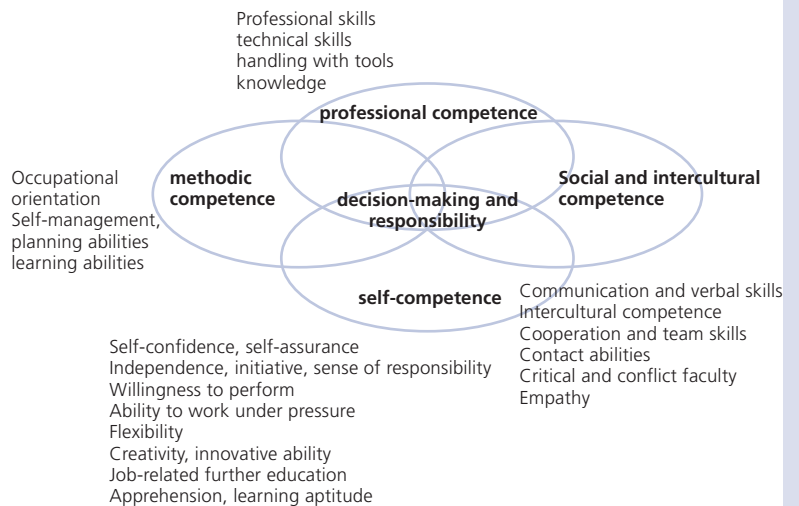 Professional skills
technical skills
handling with tools
knowledge
professional competence
Occupational
orientation
Self-management,
planning abilities
learning abilities
methodic
competence
decision-making and
responsibility
Social and intercultural
competence
self-competence
Communication and verbal skills
Intercultural competence
Cooperation and team skills
Contact abilities
Critical and conflict faculty
Empathy
Self-confidence, self-assurance
Independence, initiative, sense of responsibility
Willingness to perform
Ability to work under pressure
Flexibility
Creativity, innovative ability
Job-related further education
Apprehension, learning aptitude